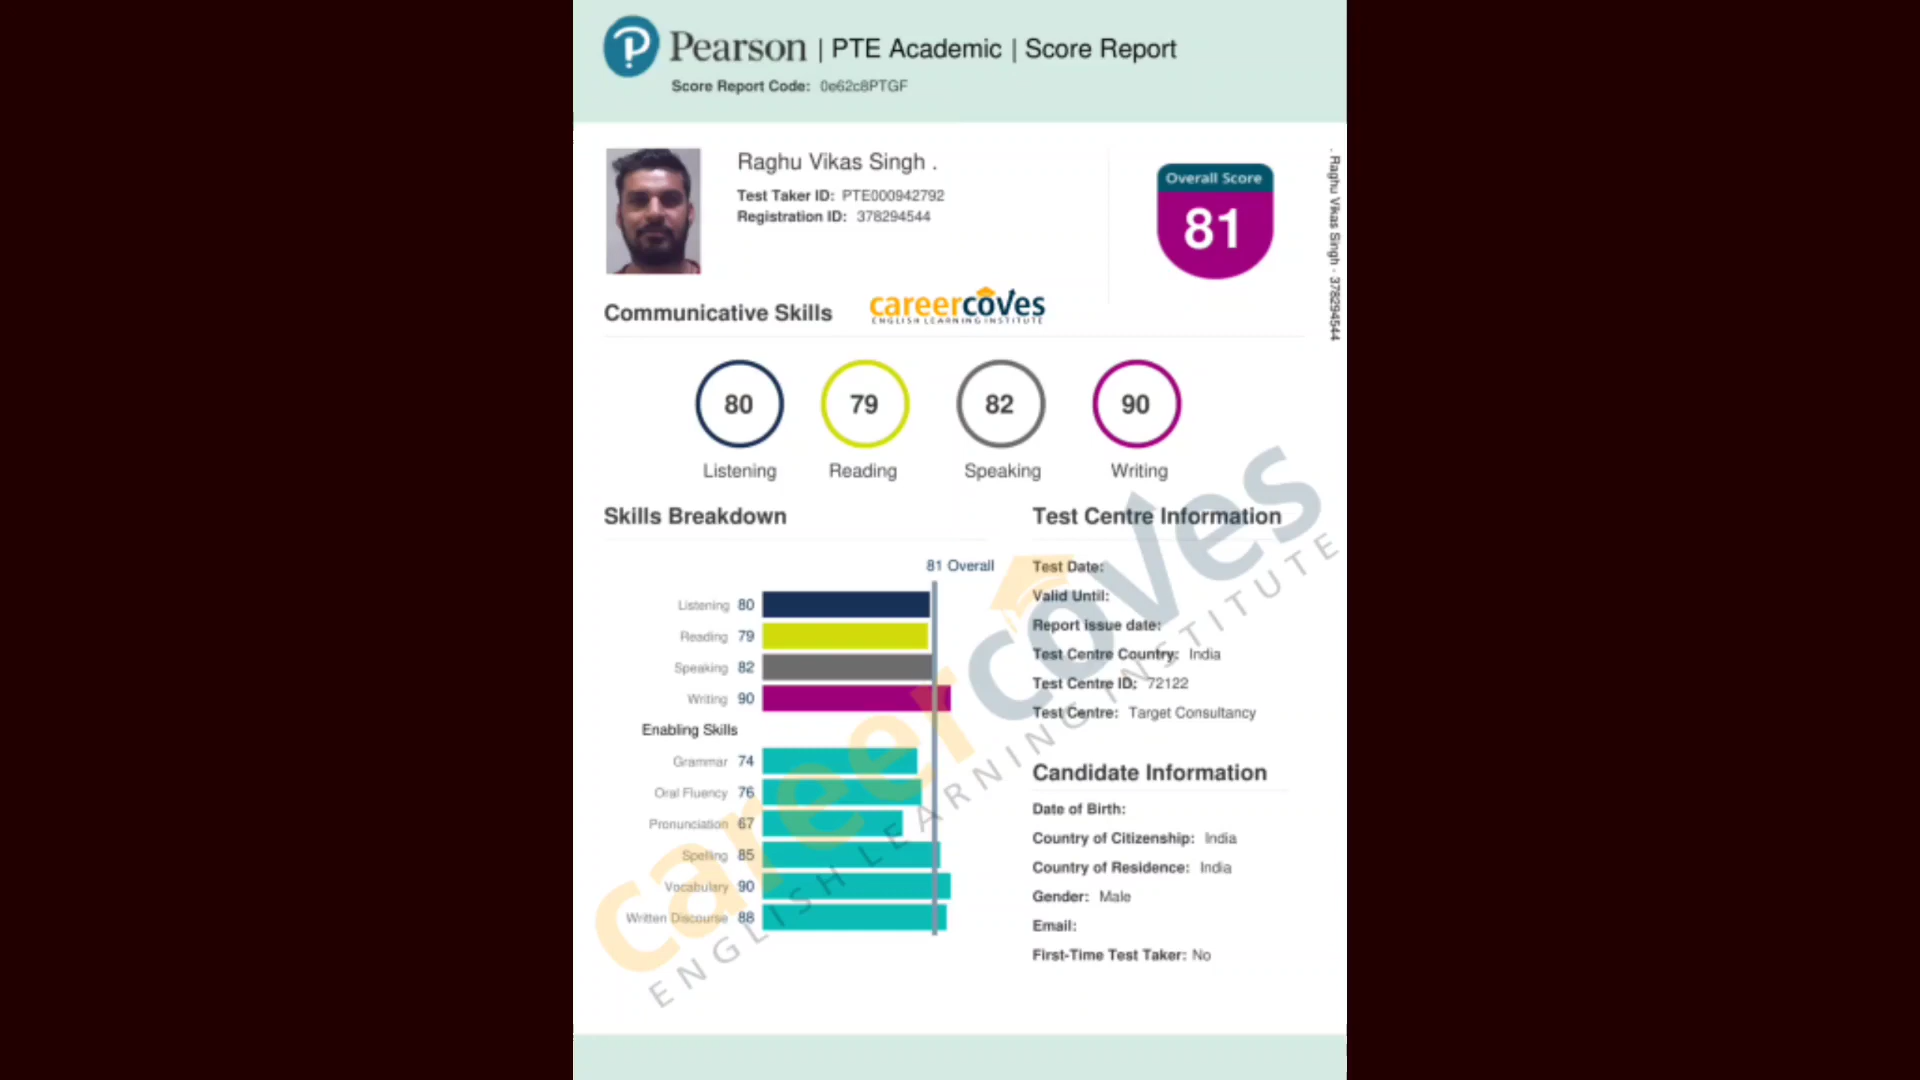 Pearson | PTE Academic | Score Report
Score Report Code: 0e62c8PTGF
Raghu Vikas Singh .
Test Taker ID: PTE000942792
Registration ID: 378294544
Overall Score
81
. Raghu Vikas Singh - 378294544
Communicative Skills
careercoves
ENGLISH LEARNING INSTITUTE
80 79 82 90
Listening Reading Speaking Writing
Skills Breakdown
81 Overall
Listening 80
Reading 79
Speaking 82
Writing 90
Enabling Skills
Grammar 74
Oral Fluency 76
Pronunciation 67
Spelling 85
Vocabulary 90
Written Discourse 88
Test Centre Information
Test Date:
Valid Until:
Report issue date:
Test Centre Country: India
Test Centre ID: 72122
Test Centre: Target Consultancy
Candidate Information
Date of Birth:
Country of Citizenship: India
Country of Residence: India
Gender: Male
Email:
First-Time Test Taker: No
careercoves
ENGLISH LEARNING INSTITUTE